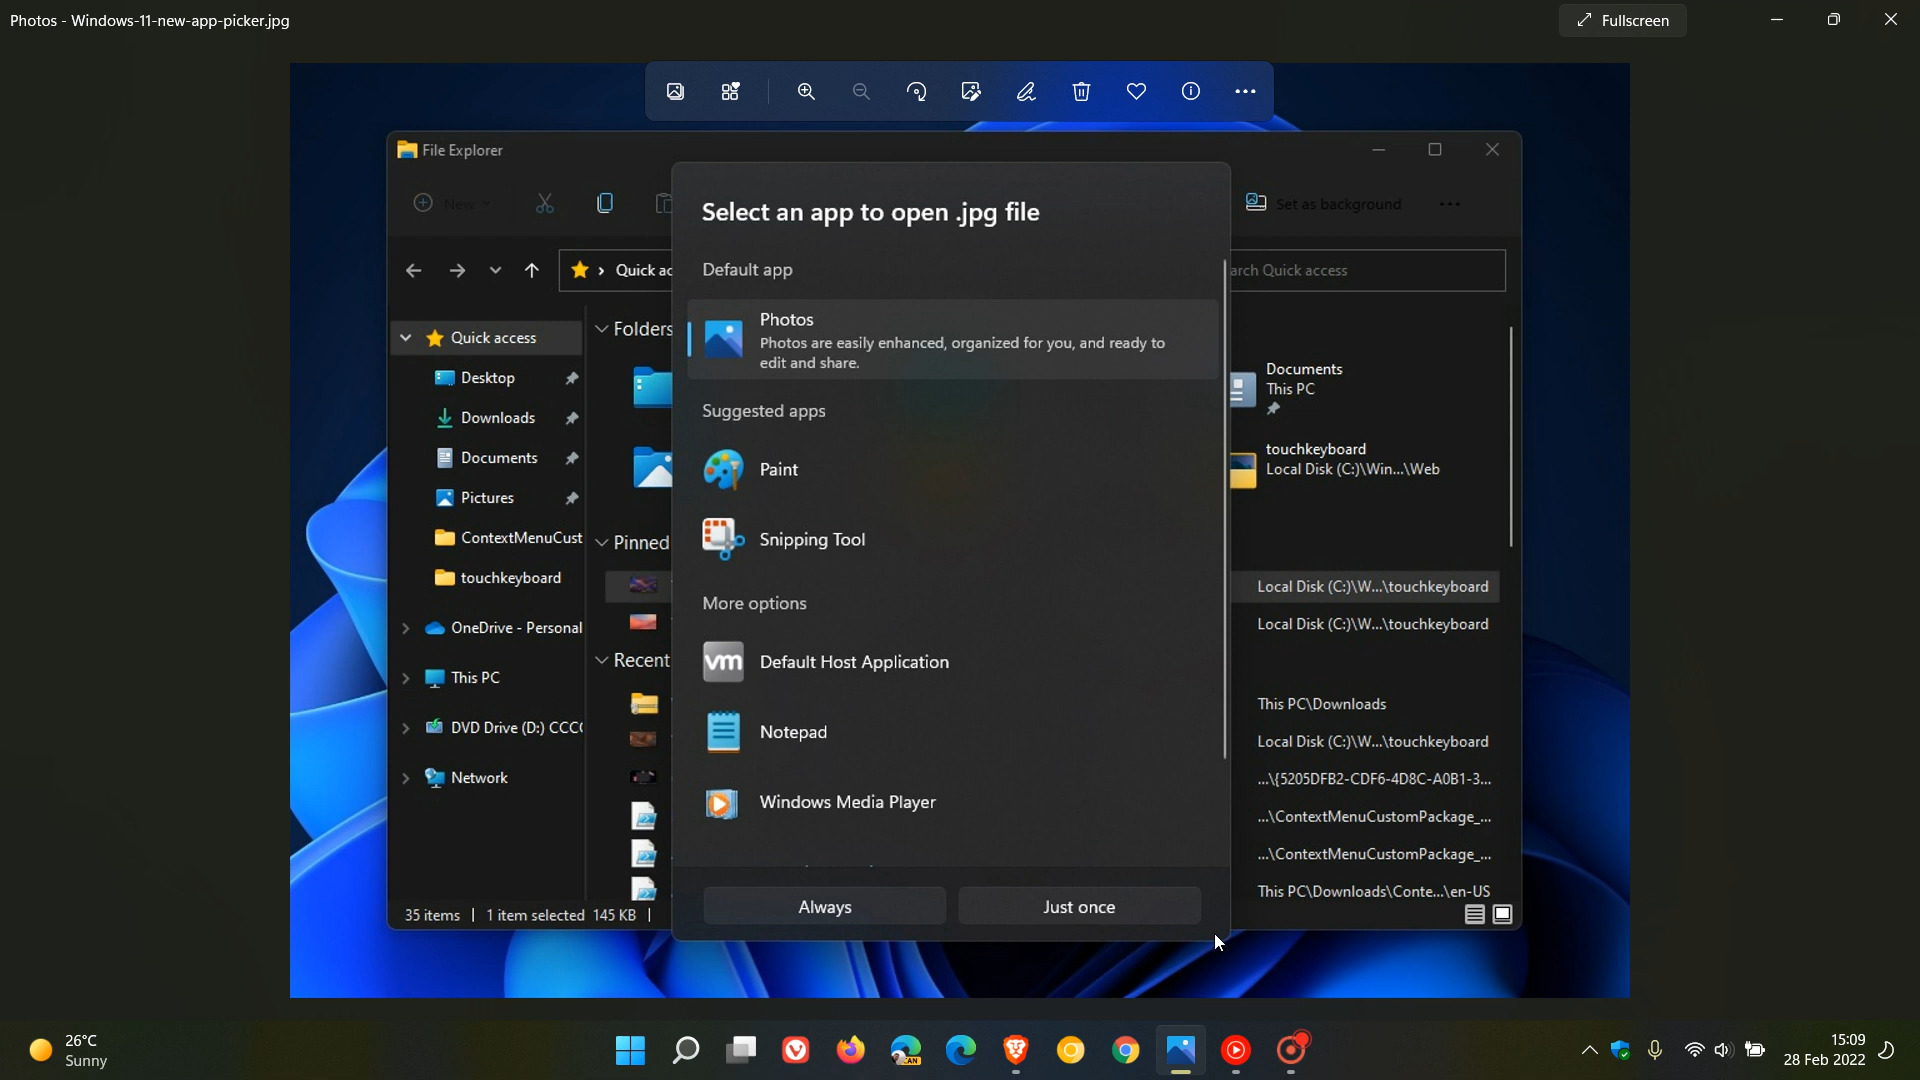 Photos - Windows-11-new-app-picker.jpg
Fullscreen
File Explorer
New
Set as background
Quick ac
arch Quick access
Select an app to open .jpg file
Default app
Photos
Photos are easily enhanced, organized for you, and ready to
edit and share.
Suggested apps
Paint
Snipping Tool
More options
vm
Default Host Application
Notepad
Windows Media Player
Always
Just once
Quick access
Desktop
Downloads
Documents
Pictures
ContextMenuCust
touchkeyboard
OneDrive - Personal
This PC
DVD Drive (D:) CCC
Network
Folders
Pinned
Recent
Documents
This PC
touchkeyboard
Local Disk (C:)\Win...\Web
Local Disk (C:)\W...\touchkeyboard
Local Disk (C:)\W...\touchkeyboard
This PC\Downloads
Local Disk (C:)\W...\touchkeyboard
...\{5205DFB2-CDF6-4D8C-A0B1-3...
...\ContextMenuCustomPackage_...
...\ContextMenuCustomPackage_...
This PC\Downloads\Conte...\en-US
35 items
1 item selected 145 KB
26°C
Sunny
CAN
15:09
28 Feb 2022